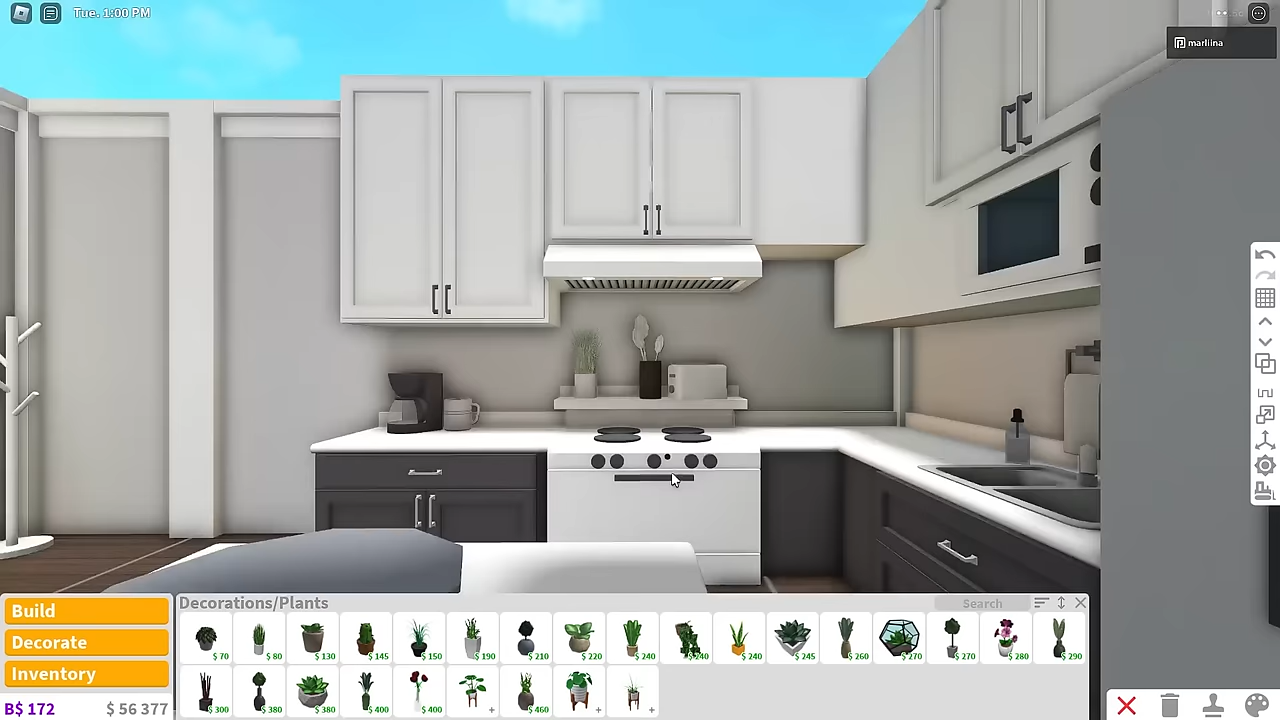 Tue. 1:00 PM
marliina
Build
Decorate
Inventory
B$ 172
$ 56 377
Decorations/Plants
Search
$ 70
$ 80
$ 130
$ 145
$ 150
$ 190
$ 210
$ 220
$ 240
$ 240
$ 240
$ 245
$ 260
$ 270
$ 270
$ 280
$ 290
$ 300
$ 380
$ 380
$ 400
$ 400
+
$ 460
+
+